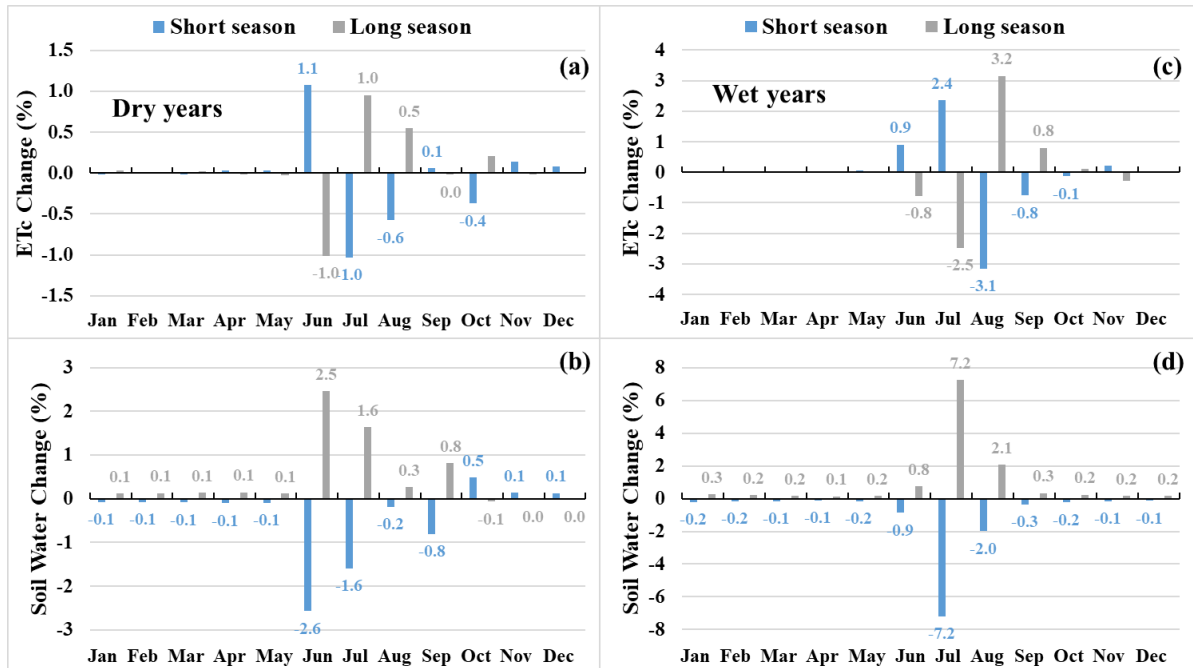 Short season Long season
(a)
Dry years
ETc Change (%)
1.5
1.0
0.5
0.0
-0.5
-1.0
-1.5
1.1
-1.0
-1.0
1.0
-0.6
0.5
0.1
0.0
-0.4
Jan Feb Mar Apr May Jun Jul Aug Sep Oct Nov Dec
Short season Long season
(c)
Wet years
ETc Change (%)
4
3
2
1
0
-1
-2
-3
-4
0.9
-0.8
2.4
-2.5
-3.1
3.2
-0.8
0.8
-0.1
Jan Feb Mar Apr May Jun Jul Aug Sep Oct Nov Dec
(b)
Soil Water Change (%)
3
2
1
0
-1
-2
-3
0.1 0.1 0.1 0.1 0.1 2.5 1.6 0.3 0.8 -0.1 0.0 0.0
-0.1 -0.1 -0.1 -0.1 -0.1 -2.6 -1.6 -0.2 -0.8 0.5 0.1 0.1
Jan Feb Mar Apr May Jun Jul Aug Sep Oct Nov Dec
(d)
Soil Water Change (%)
8
6
4
2
0
-2
-4
-6
-8
0.3 0.2 0.2 0.1 0.2 0.8 7.2 2.1 0.3 0.2 0.2 0.2
-0.2 -0.2 -0.1 -0.1 -0.2 -0.9 -7.2 -2.0 -0.3 -0.2 -0.1 -0.1
Jan Feb Mar Apr May Jun Jul Aug Sep Oct Nov Dec